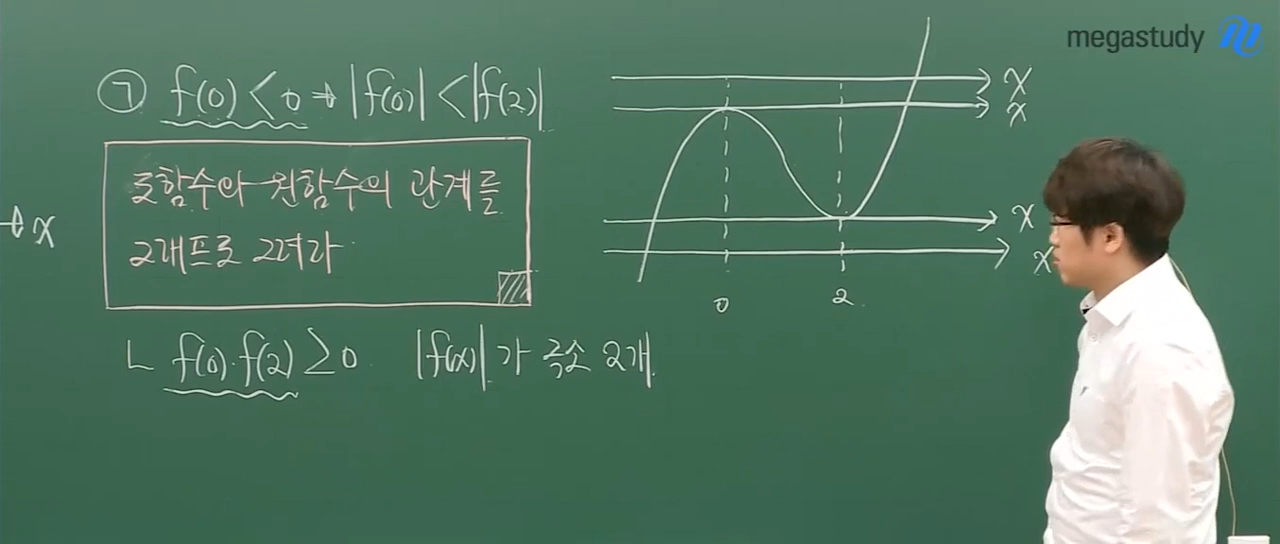 megastudy
㉠ f(0)<0 → |f(0)|<|f(2)|
도함수와 원함수의 관계를
그래프로 그려라
x
ㄴ f(0)·f(2)≥0 |f(x)|가 극소 2개
x
x
x
x
0 2